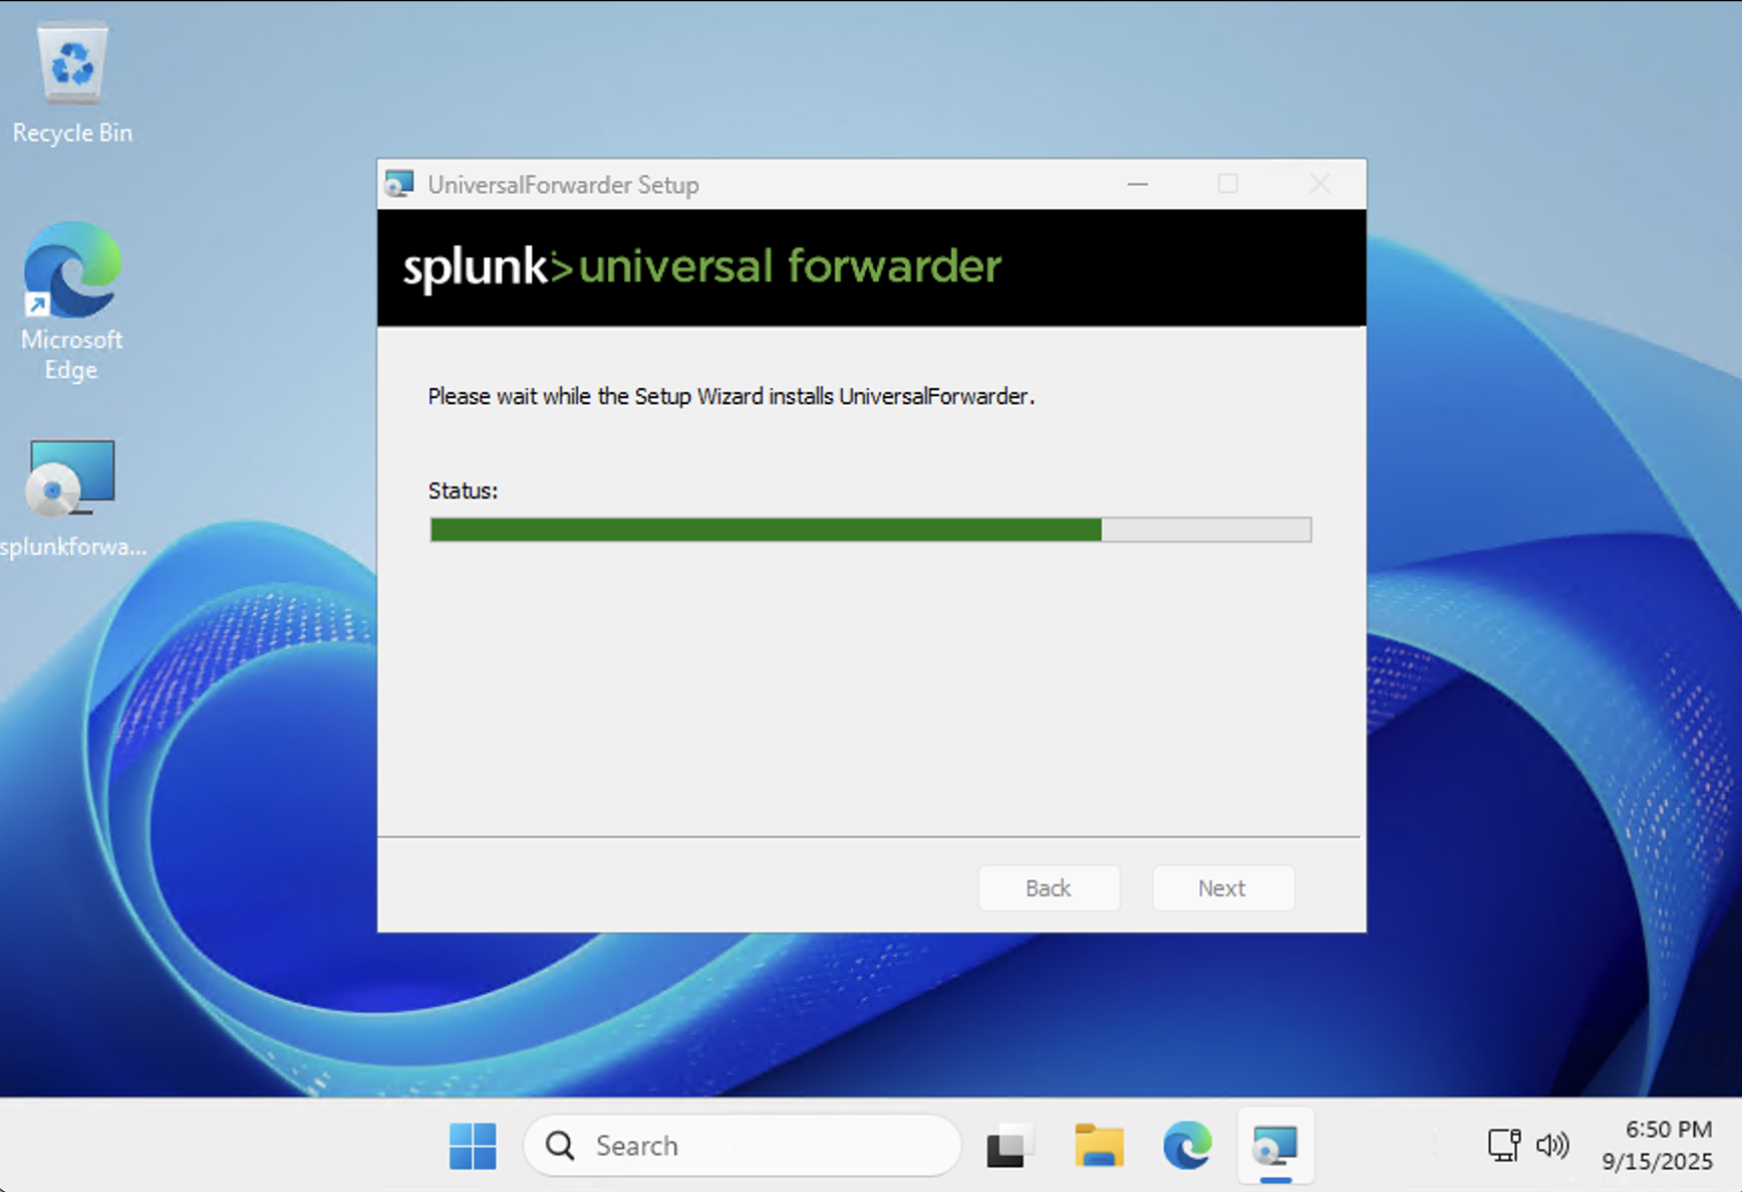 Recycle Bin
Microsoft
Edge
splunkforwa...
UniversalForwarder Setup
splunk>universal forwarder
Please wait while the Setup Wizard installs UniversalForwarder.
Status:
Back
Next
Search
6:50 PM
9/15/2025